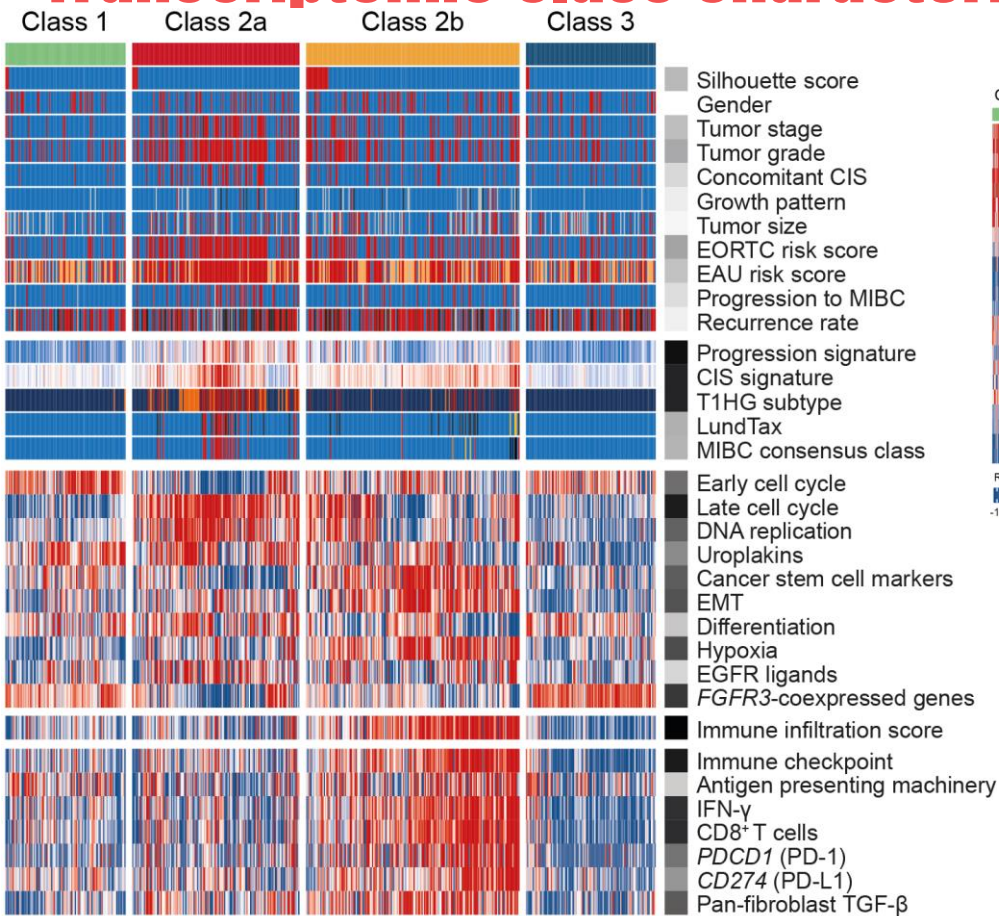 Class 1 Class 2a Class 2b Class 3
Silhouette score
Gender
Tumor stage
Tumor grade
Concomitant CIS
Growth pattern
Tumor size
EORTC risk score
EAU risk score
Progression to MIBC
Recurrence rate
Progression signature
CIS signature
T1HG subtype
LundTax
MIBC consensus class
Early cell cycle
Late cell cycle
DNA replication
Uroplakins
Cancer stem cell markers
EMT
Differentiation
Hypoxia
EGFR ligands
FGFR3-coexpressed genes
Immune infiltration score
Immune checkpoint
Antigen presenting machinery
IFN-γ
CD8⁺ T cells
PDCD1 (PD-1)
CD274 (PD-L1)
Pan-fibroblast TGF-β